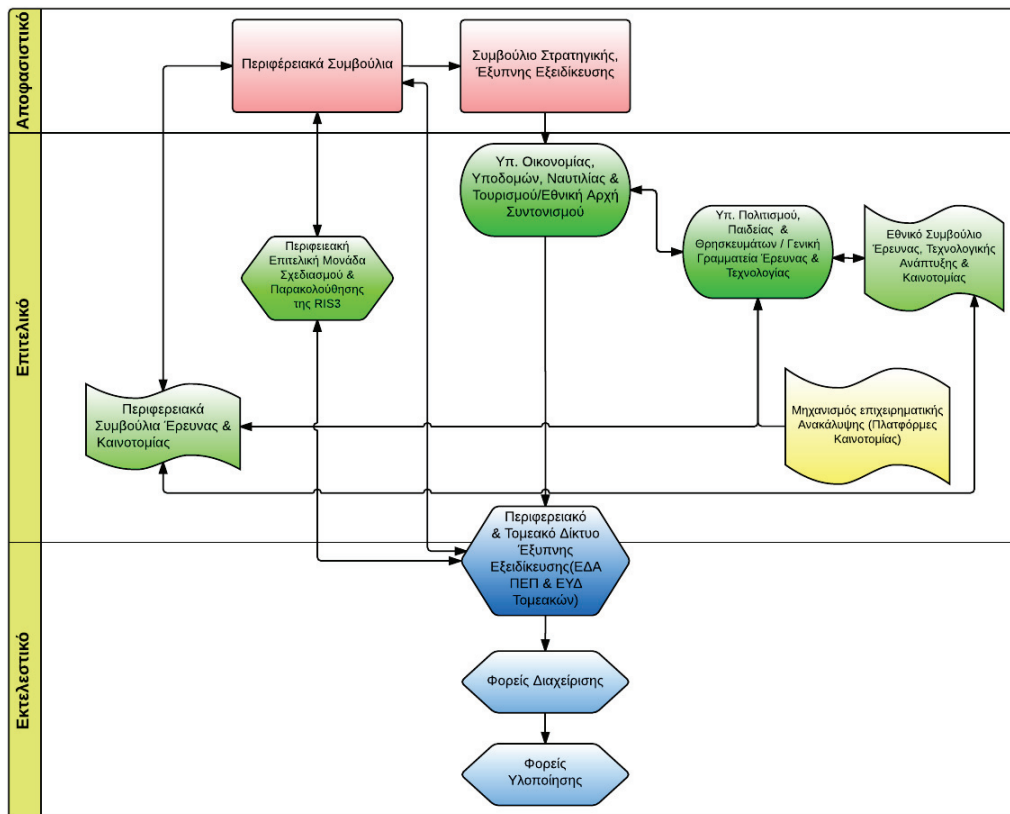 Αποφασιστικό
Περιφέρειακά Συμβούλια
Συμβούλιο Στρατηγικής,
Έξυπνης Εξειδίκευσης
Επιτελικό
Υπ. Οικονομίας,
Υποδομών, Ναυτιλίας &
Τουρισμού/Εθνική Αρχή
Συντονισμού
Υπ. Πολιτισμού,
Παιδείας &
Θρησκευμάτων / Γενική
Γραμματεία Έρευνας &
Τεχνολογίας
Εθνικό Συμβούλιο
Έρευνας, Τεχνολογικής
Ανάπτυξης &
Καινοτομίας
Περιφειεακή
Επιτελική Μονάδα
Σχεδιασμού &
Παρακολούθησης
της RIS3
Περιφερειακά
Συμβούλια Έρευνας &
Καινοτομίας
Μηχανισμός επιχειρηματικής
Ανακάλυψης (Πλατφόρμες
Καινοτομίας)
Περιφερειακό
& Τομεακό Δίκτυο
Έξυπνης
Εξειδίκευσης(ΕΔΑ
ΠΕΠ & ΕΥΔ
Τομεακών)
Εκτελεστικό
Φορείς Διαχείρισης
Φορείς
Υλοποίησης